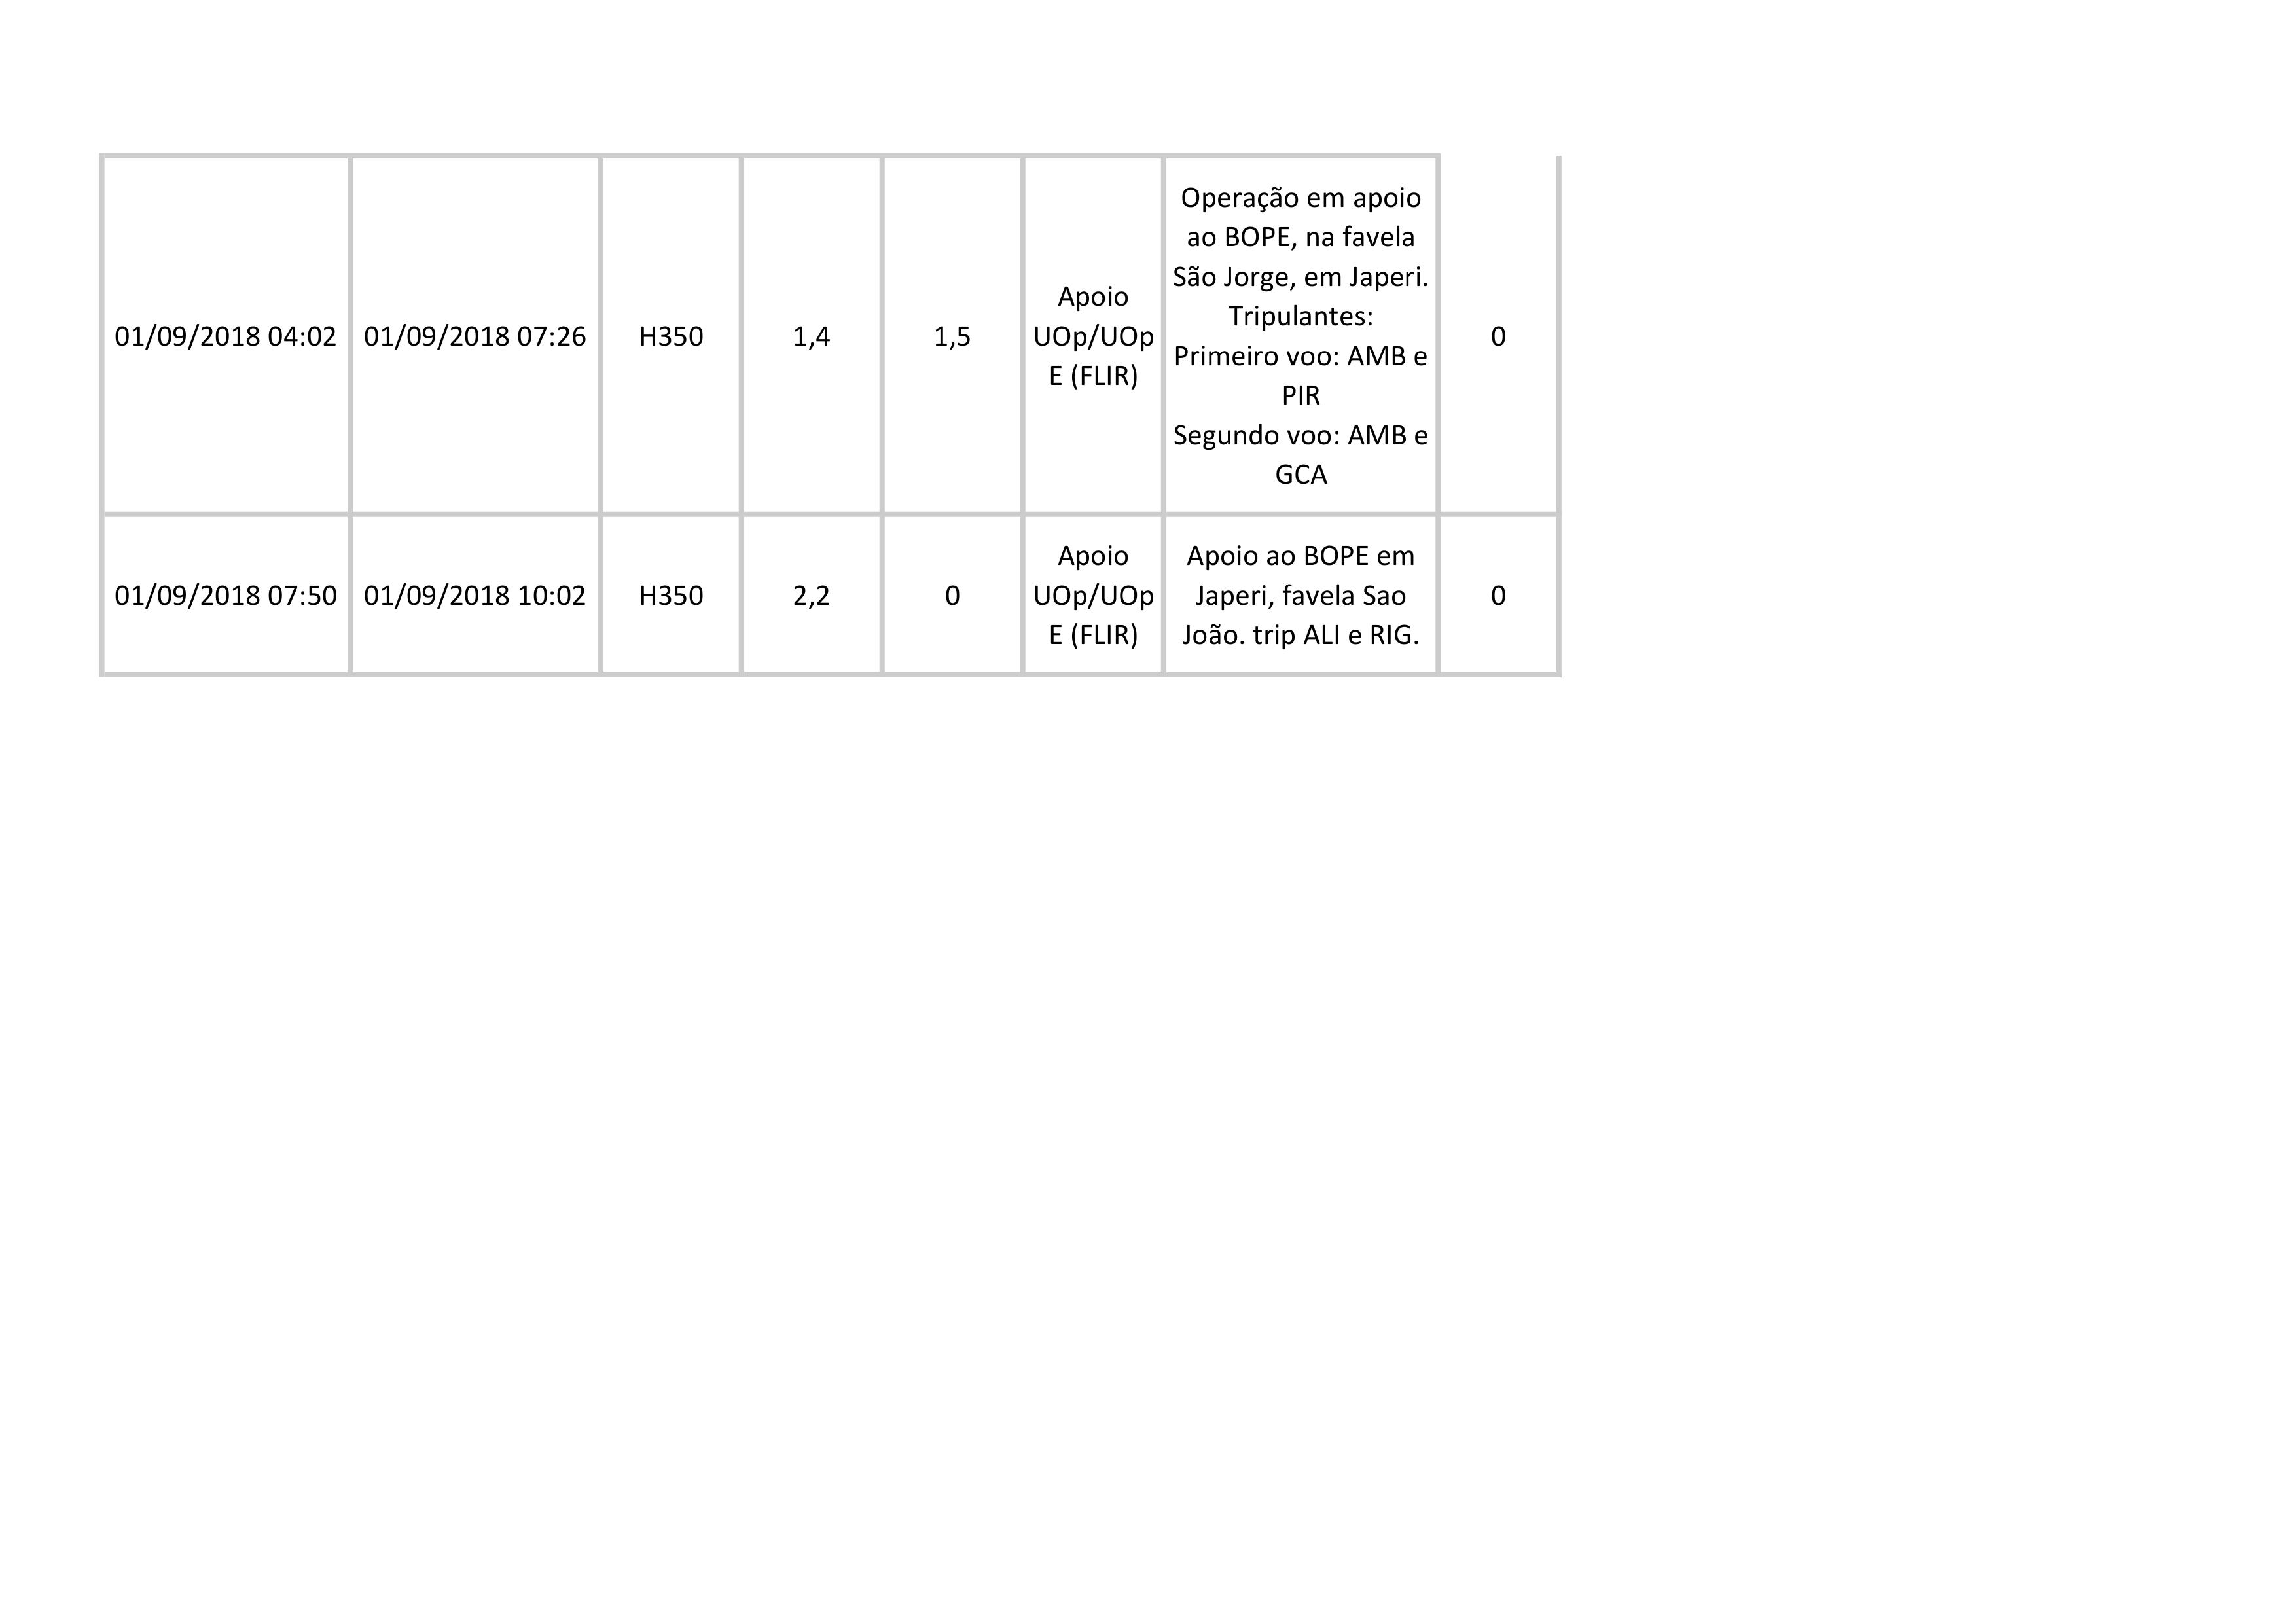 01/09/2018 04:02
01/09/2018 07:26
H350
1,4
1,5
Apoio
UOp/UOp
E (FLIR)
Operação em apoio
ao BOPE, na favela
São Jorge, em Japeri.
Tripulantes:
Primeiro voo: AMB e
PIR
Segundo voo: AMB e
GCA
0
01/09/2018 07:50
01/09/2018 10:02
H350
2,2
0
Apoio
UOp/UOp
E (FLIR)
Apoio ao BOPE em
Japeri, favela Sao
João. trip ALI e RIG.
0